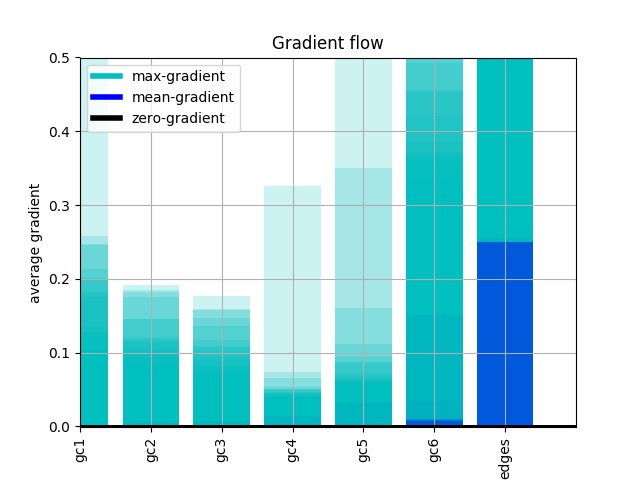 Gradient flow
max-gradient
mean-gradient
zero-gradient
average gradient
0.5
0.4
0.3
0.2
0.1
0.0
gc1
gc2
gc3
gc4
gc5
gc6
edges